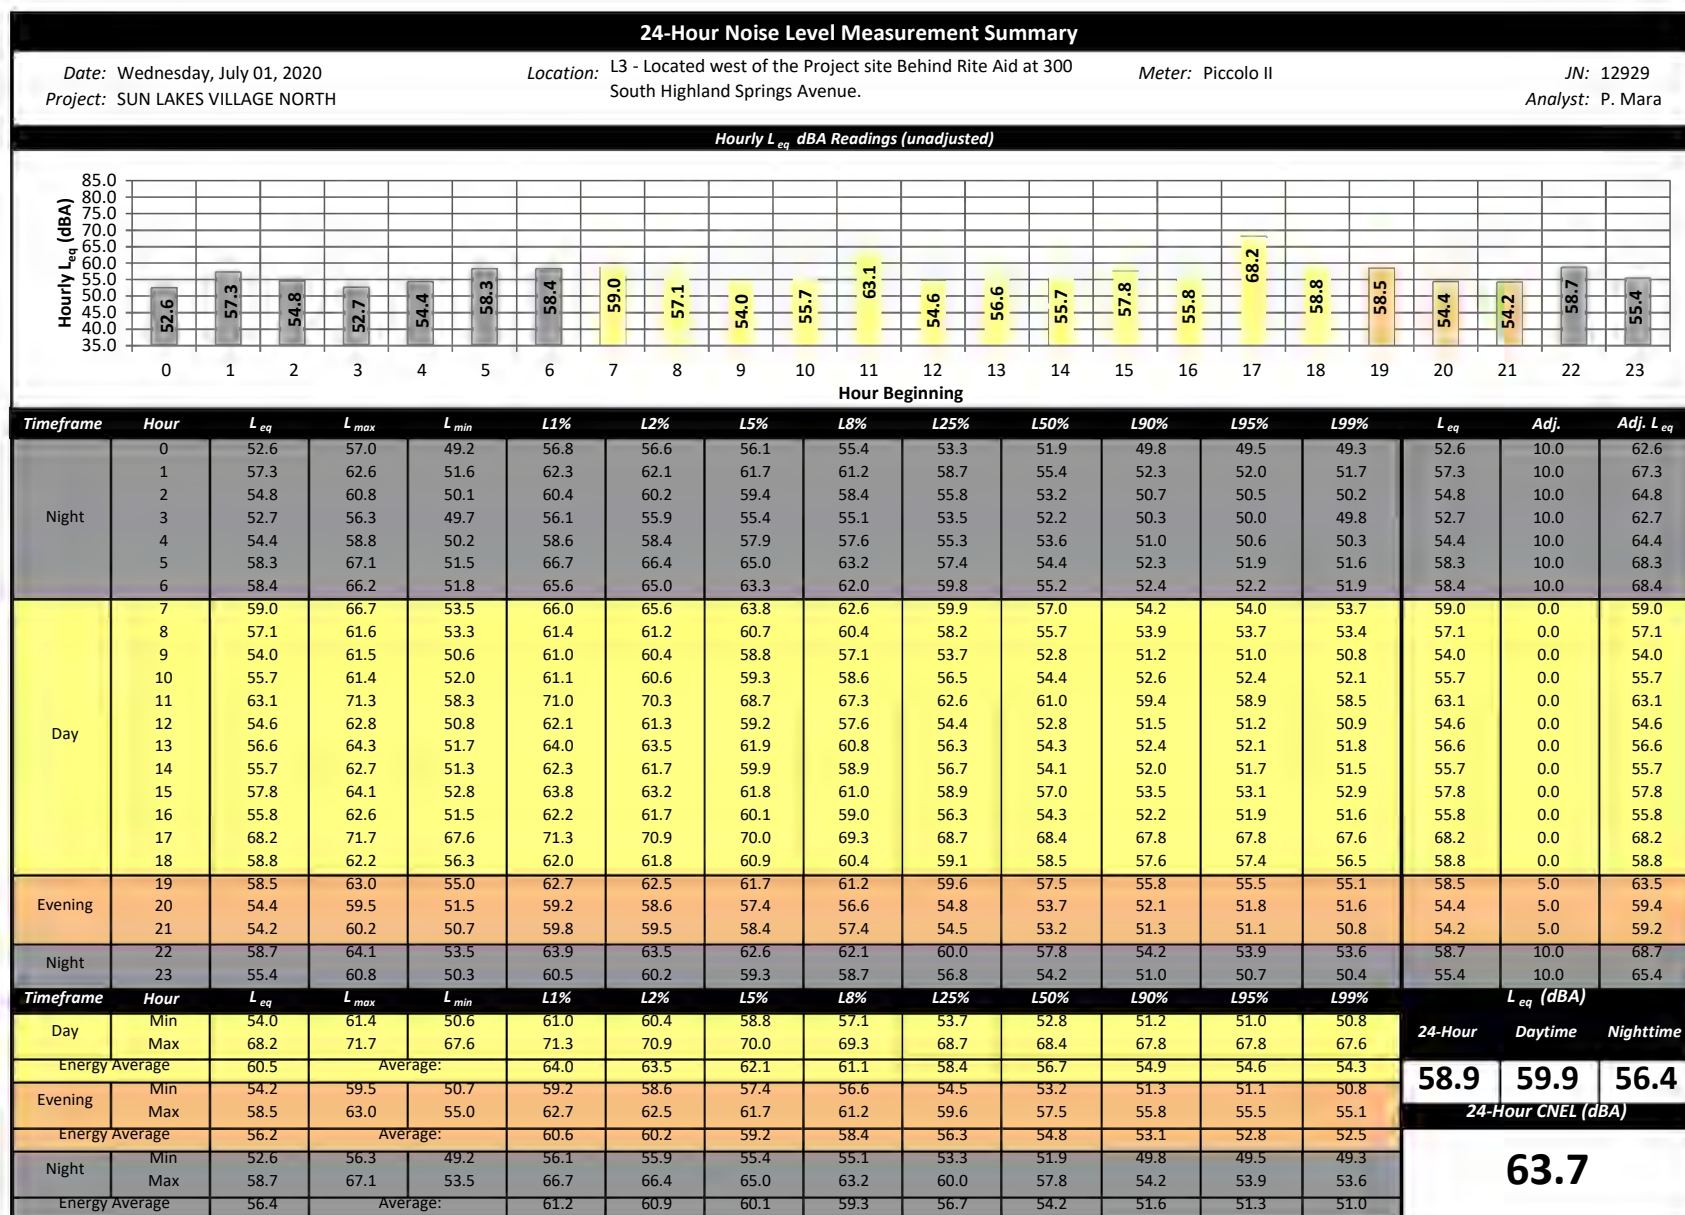 24-Hour Noise Level Measurement Summary
Date: Wednesday, July 01, 2020 Location: L3 - Located west of the Project site Behind Rite Aid at 300 Meter: Piccolo II JN: 12929
Project: SUN LAKES VILLAGE NORTH South Highland Springs Avenue. Analyst: P. Mara
Hourly Leq dBA Readings (unadjusted)
Hourly Leq (dBA)
85.0
80.0
75.0
70.0
65.0
60.0
55.0
50.0
45.0
40.0
35.0
52.6 57.3 54.8 52.7 54.4 58.3 58.4 59.0 57.1 54.0 55.7 63.1 54.6 56.6 55.7 57.8 55.8 68.2 58.8 58.5 54.4 54.2 58.7 55.4
0 1 2 3 4 5 6 7 8 9 10 11 12 13 14 15 16 17 18 19 20 21 22 23
Hour Beginning
Timeframe Hour Leq Lmax Lmin L1% L2% L5% L8% L25% L50% L90% L95% L99% Leq Adj. Adj. Leq
0 52.6 57.0 49.2 56.8 56.6 56.1 55.4 53.3 51.9 49.8 49.5 49.3 52.6 10.0 62.6
1 57.3 62.6 51.6 62.3 62.1 61.7 61.2 58.7 55.4 52.3 52.0 51.7 57.3 10.0 67.3
2 54.8 60.8 50.1 60.4 60.2 59.4 58.4 55.8 53.2 50.7 50.5 50.2 54.8 10.0 64.8
Night 3 52.7 56.3 49.7 56.1 55.9 55.4 55.1 53.5 52.2 50.3 50.0 49.8 52.7 10.0 62.7
4 54.4 58.8 50.2 58.6 58.4 57.9 57.6 55.3 53.6 51.0 50.6 50.3 54.4 10.0 64.4
5 58.3 67.1 51.5 66.7 66.4 65.0 63.2 57.4 54.4 52.3 51.9 51.6 58.3 10.0 68.3
6 58.4 66.2 51.8 65.6 65.0 63.3 62.0 59.8 55.2 52.4 52.2 51.9 58.4 10.0 68.4
7 59.0 66.7 53.5 66.0 65.6 63.8 62.6 59.9 57.0 54.2 54.0 53.7 59.0 0.0 59.0
8 57.1 61.6 53.3 61.4 61.2 60.7 60.4 58.2 55.7 53.9 53.7 53.4 57.1 0.0 57.1
9 54.0 61.5 50.6 61.0 60.4 58.8 57.1 53.7 52.8 51.2 51.0 50.8 54.0 0.0 54.0
10 55.7 61.4 52.0 61.1 60.6 59.3 58.6 56.5 54.4 52.6 52.4 52.1 55.7 0.0 55.7
11 63.1 71.3 58.3 71.0 70.3 68.7 67.3 62.6 61.0 59.4 58.9 58.5 63.1 0.0 63.1
Day 12 54.6 62.8 50.8 62.1 61.3 59.2 57.6 54.4 52.8 51.5 51.2 50.9 54.6 0.0 54.6
13 56.6 64.3 51.7 64.0 63.5 61.9 60.8 56.3 54.3 52.4 52.1 51.8 56.6 0.0 56.6
14 55.7 62.7 51.3 62.3 61.7 59.9 58.9 56.7 54.1 52.0 51.7 51.5 55.7 0.0 55.7
15 57.8 64.1 52.8 63.8 63.2 61.8 61.0 58.9 57.0 53.5 53.1 52.9 57.8 0.0 57.8
16 55.8 62.6 51.5 62.2 61.7 60.1 59.0 56.3 54.3 52.2 51.9 51.6 55.8 0.0 55.8
17 68.2 71.7 67.6 71.3 70.9 70.0 69.3 68.7 68.4 67.8 67.8 67.6 68.2 0.0 68.2
18 58.8 62.2 56.3 62.0 61.8 60.9 60.4 59.1 58.5 57.6 57.4 56.5 58.8 0.0 58.8
19 58.5 63.0 55.0 62.7 62.5 61.7 61.2 59.6 57.5 55.8 55.5 55.1 58.5 5.0 63.5
Evening 20 54.4 59.5 51.5 59.2 58.6 57.4 56.6 54.8 53.7 52.1 51.8 51.6 54.4 5.0 59.4
21 54.2 60.2 50.7 59.8 59.5 58.4 57.4 54.5 53.2 51.3 51.1 50.8 54.2 5.0 59.2
Night 22 58.7 64.1 53.5 63.9 63.5 62.6 62.1 60.0 57.8 54.2 53.9 53.6 58.7 10.0 68.7
23 55.4 60.8 50.3 60.5 60.2 59.3 58.7 56.8 54.2 51.0 50.7 50.4 55.4 10.0 65.4
Timeframe Hour Leq Lmax Lmin L1% L2% L5% L8% L25% L50% L90% L95% L99% Leq (dBA)
Day Min 54.0 61.4 50.6 61.0 60.4 58.8 57.1 53.7 52.8 51.2 51.0 50.8 24-Hour Daytime Nighttime
Max 68.2 71.7 67.6 71.3 70.9 70.0 69.3 68.7 68.4 67.8 67.8 67.6
Energy Average 60.5 Average: 64.0 63.5 62.1 61.1 58.4 56.7 54.9 54.6 54.3 58.9 59.9 56.4
Evening Min 54.2 59.5 50.7 59.2 58.6 57.4 56.6 54.5 53.2 51.3 51.1 50.8
Max 58.5 63.0 55.0 62.7 62.5 61.7 61.2 59.6 57.5 55.8 55.5 55.1 24-Hour CNEL (dBA)
Energy Average 56.2 Average: 60.6 60.2 59.2 58.4 56.3 54.8 53.1 52.8 52.5
Night Min 52.6 56.3 49.2 56.1 55.9 55.4 55.1 53.3 51.9 49.8 49.5 49.3 63.7
Max 58.7 67.1 53.5 66.7 66.4 65.0 63.2 60.0 57.8 54.2 53.9 53.6
Energy Average 56.4 Average: 61.2 60.9 60.1 59.3 56.7 54.2 51.6 51.3 51.0